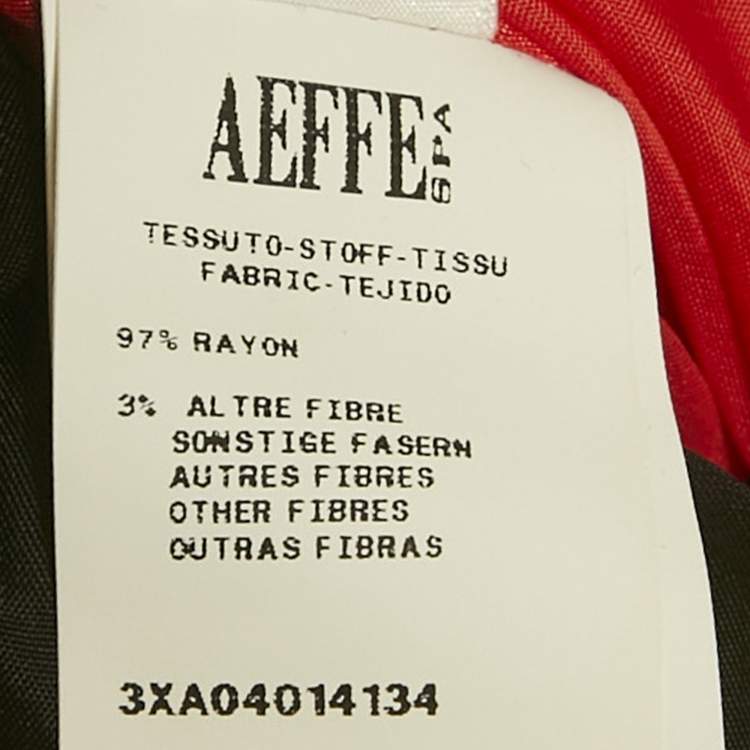 AEFFE SPA
TESSUTO-STOFF-TISSU
FABRIC-TEJIDO
97% RAYON
3% ALTRE FIBRE
SONSTIGE FASERN
AUTRES FIBRES
OTHER FIBRES
OUTRAS FIBRAS
3XA04014134